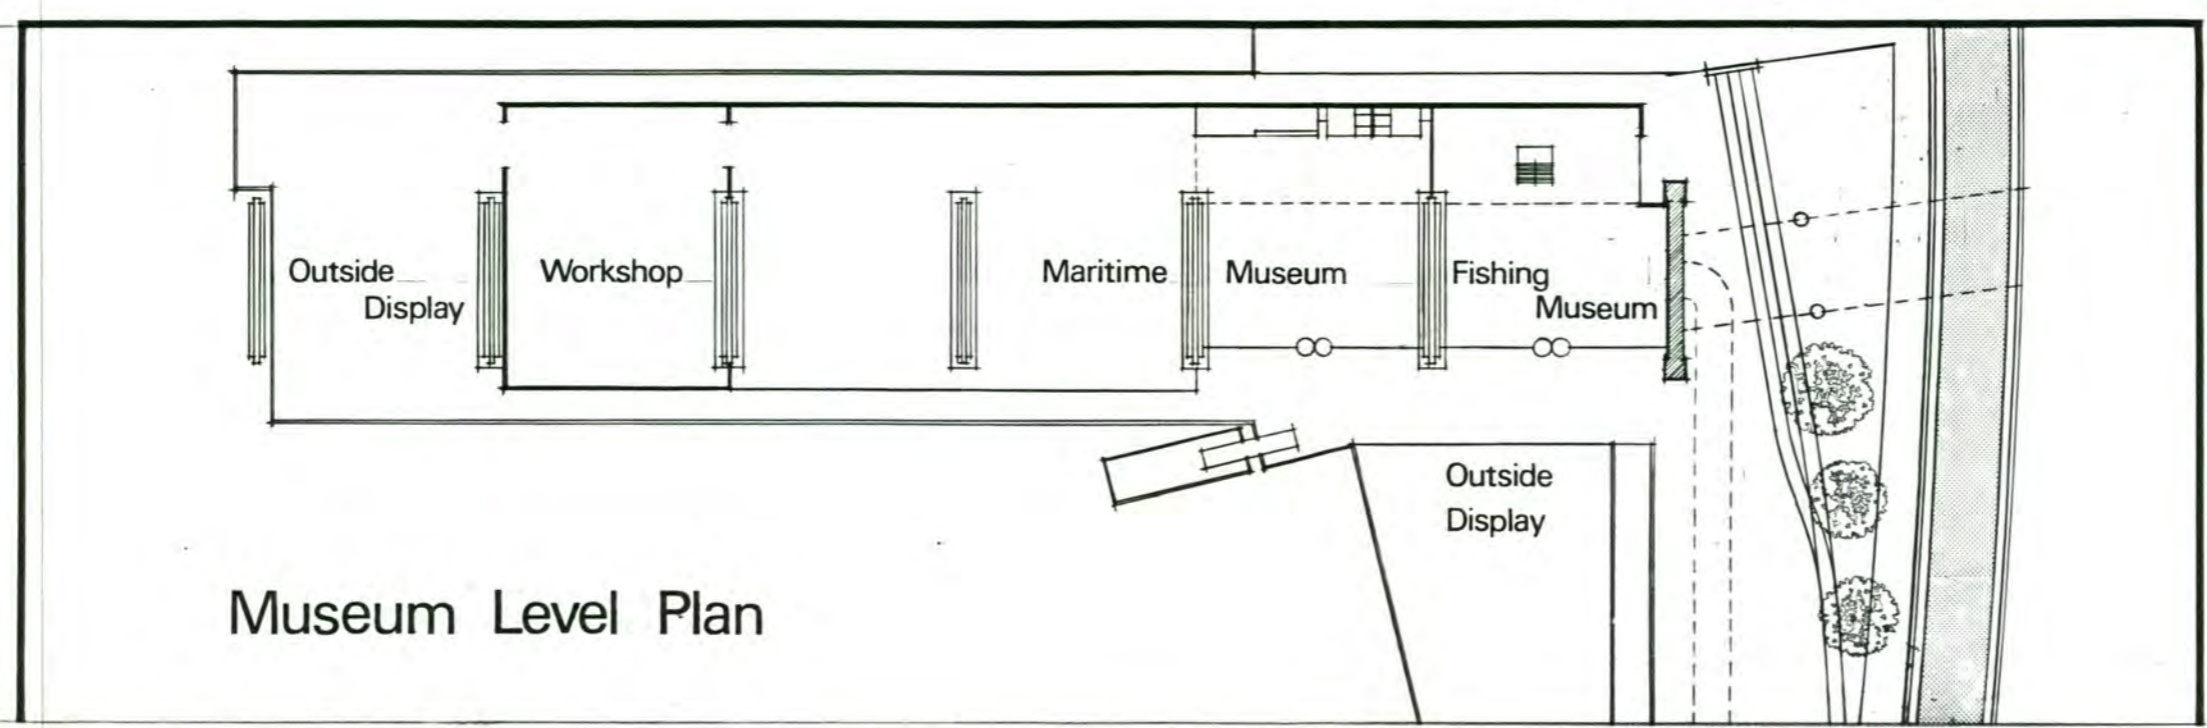 Outside
Display
Workshop
Maritime Museum
Fishing
Museum
Outside
Display
Museum Level Plan